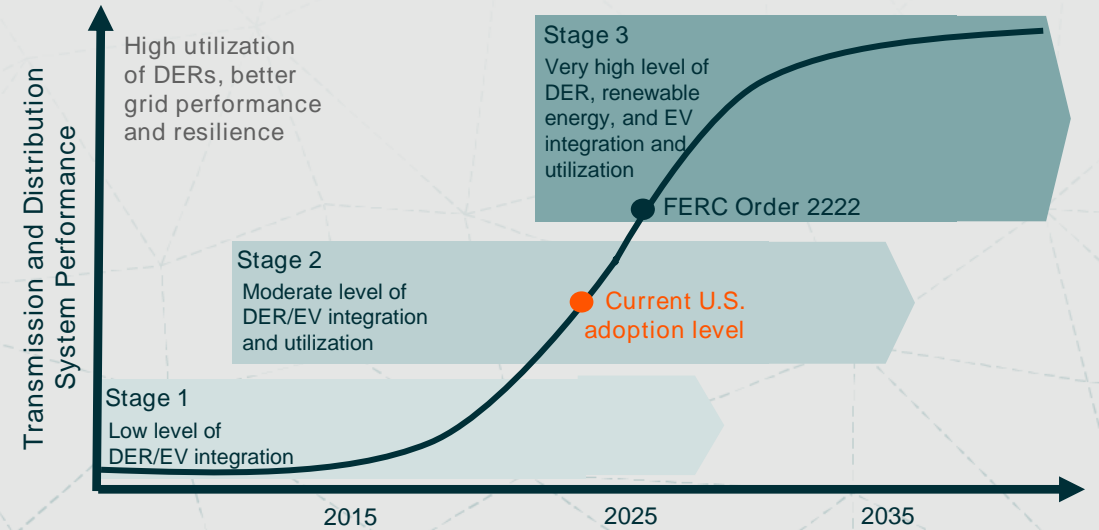 Transmission and Distribution
System Performance
High utilization
of DERs, better
grid performance
and resilience
Stage 3
Very high level of
DER, renewable
energy, and EV
integration and
utilization
FERC Order 2222
Stage 2
Moderate level of
DER/EV integration
and utilization
Current U.S.
adoption level
Stage 1
Low level of
DER/EV integration
2015
2025
2035